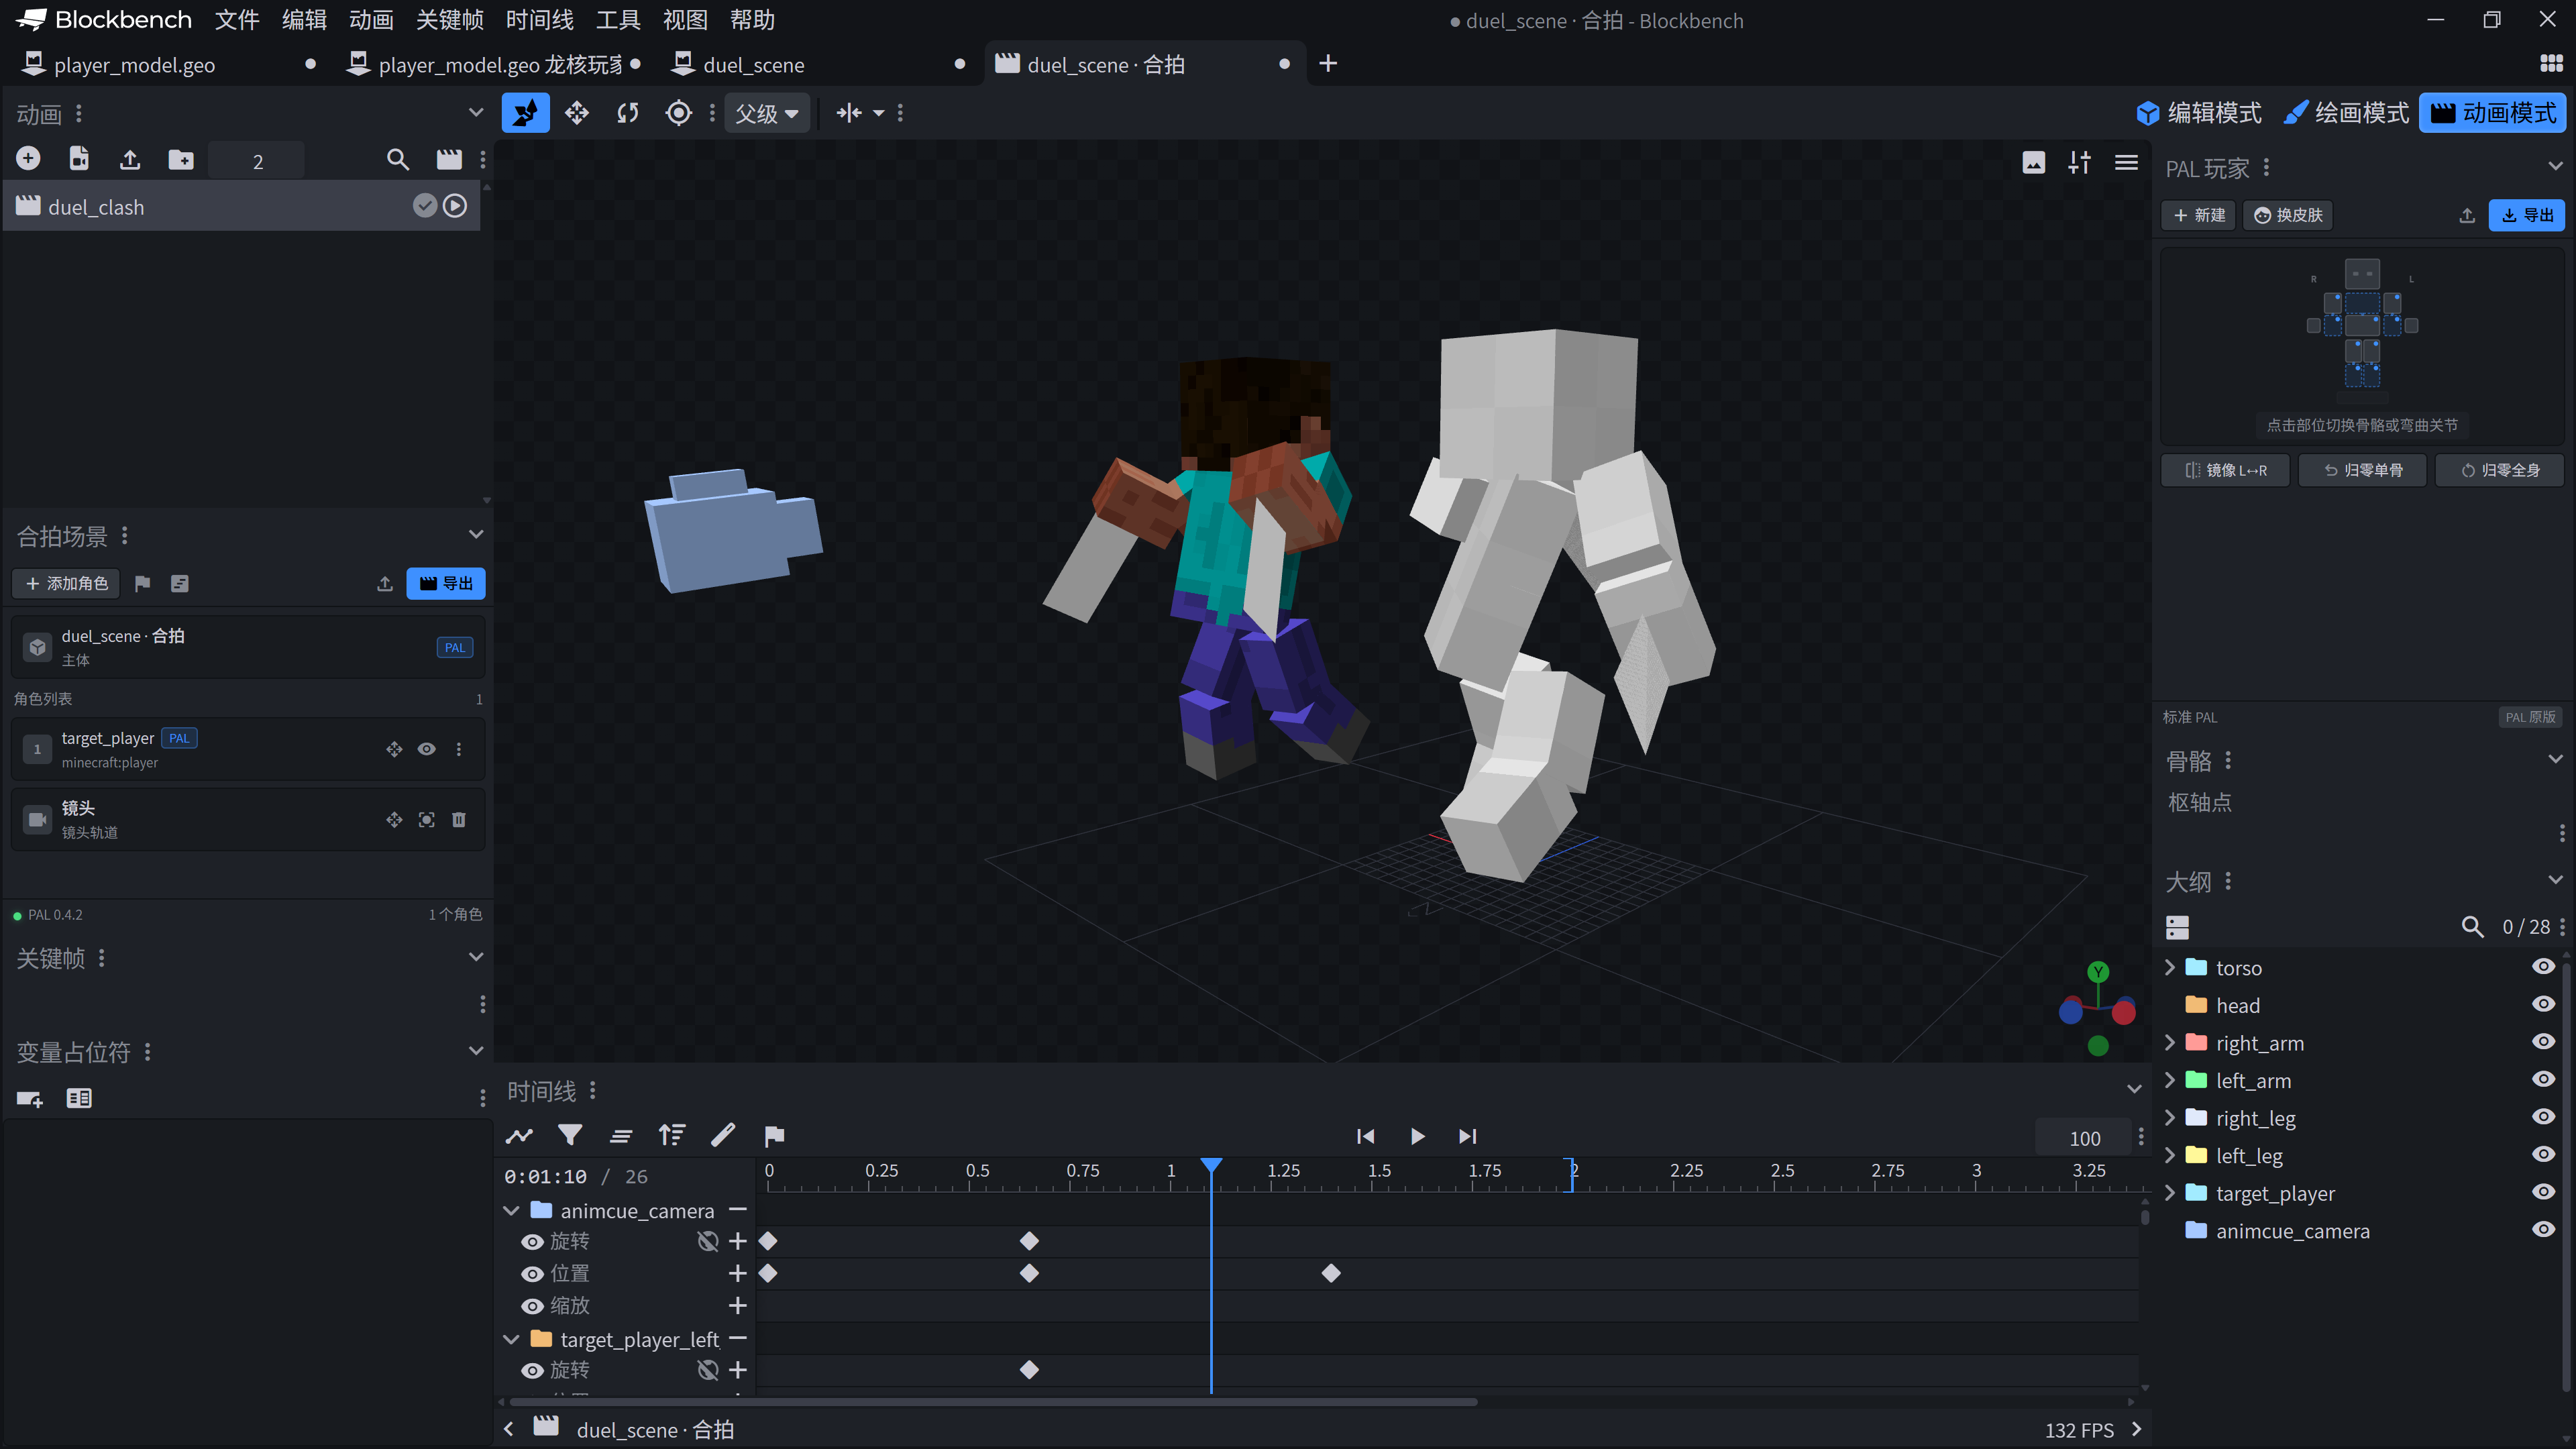 Blockbench 文件 编辑 动画 关键帧 时间线 工具 视图 帮助
● duel_scene · 合拍 - Blockbench
player_model.geo
player_model.geo 龙核玩家
duel_scene
duel_scene · 合拍
动画
2
duel_clash
合拍场景
添加角色
导出
duel_scene · 合拍
主体
PAL
角色列表
1
1
target_player PAL
minecraft:player
镜头
镜头轨道
PAL 0.4.2
1 个角色
关键帧
变量占位符
父级
编辑模式
绘画模式
动画模式
Y
时间线
100
0:01:10 / 26
0 0.25 0.5 0.75 1 1.25 1.5 1.75 2 2.25 2.5 2.75 3 3.25
animcue_camera
旋转
位置
缩放
target_player_left
旋转
duel_scene · 合拍
132 FPS
PAL 玩家
新建
换皮肤
导出
R
L
点击部位切换骨骼或弯曲关节
镜像 L↔R
归零单骨
归零全身
标准 PAL
PAL 原版
骨骼
枢轴点
大纲
0 / 28
torso
head
right_arm
left_arm
right_leg
left_leg
target_player
animcue_camera